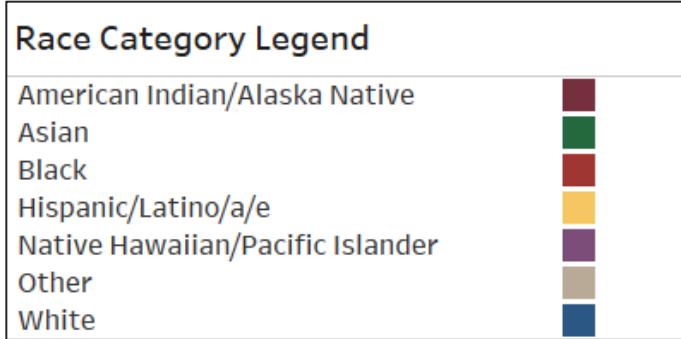 Race Category Legend
American Indian/Alaska Native
Asian
Black
Hispanic/Latino/a/e
Native Hawaiian/Pacific Islander
Other
White